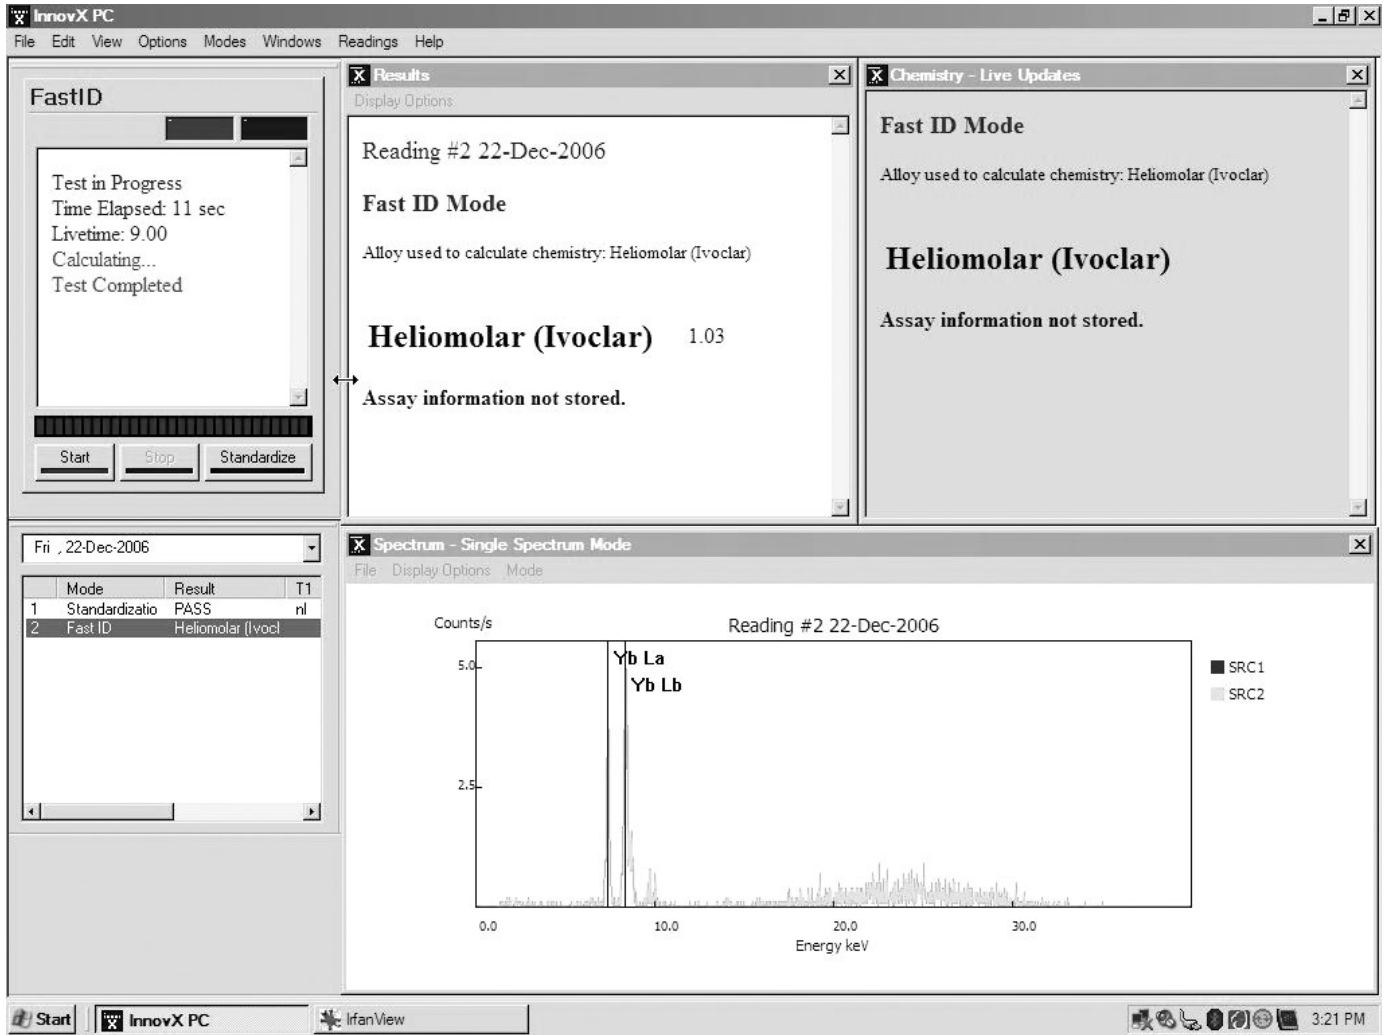 InnovX PC
File Edit View Options Modes Windows Readings Help
FastID
Test in Progress
Time Elapsed: 11 sec
Livetime: 9.00
Calculating...
Test Completed
Start Stop Standardize
Results
Display Options
Reading #2 22-Dec-2006
Fast ID Mode
Alloy used to calculate chemistry: Heliomolar (Ivoclar)
Heliomolar (Ivoclar) 1.03
Assay information not stored.
Chemistry - Live Updates
Fast ID Mode
Alloy used to calculate chemistry: Heliomolar (Ivoclar)
Heliomolar (Ivoclar)
Assay information not stored.
Fri , 22-Dec-2006
Mode Result T1
1 Standardizatio PASS nl
2 Fast ID Heliomolar (Ivocl
Spectrum - Single Spectrum Mode
File Display Options Mode
Counts/s
Reading #2 22-Dec-2006
5.0
Yb La
Yb Lb
SRC1
SRC2
2.5
0.0 10.0 20.0 30.0
Energy keV
Start InnovX PC IrfanView 3:21 PM